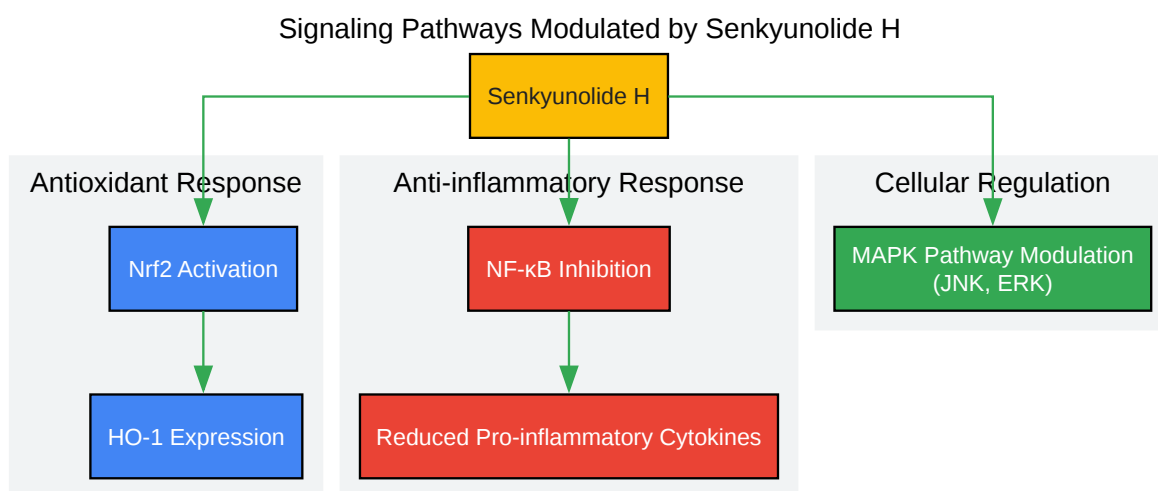 Signaling Pathways Modulated by Senkyunolide H
Senkyunolide H
Antioxidant Response
Anti-inflammatory Response
Cellular Regulation
Nrf2 Activation
NF-κB Inhibition
MAPK Pathway Modulation
(JNK, ERK)
HO-1 Expression
Reduced Pro-inflammatory Cytokines